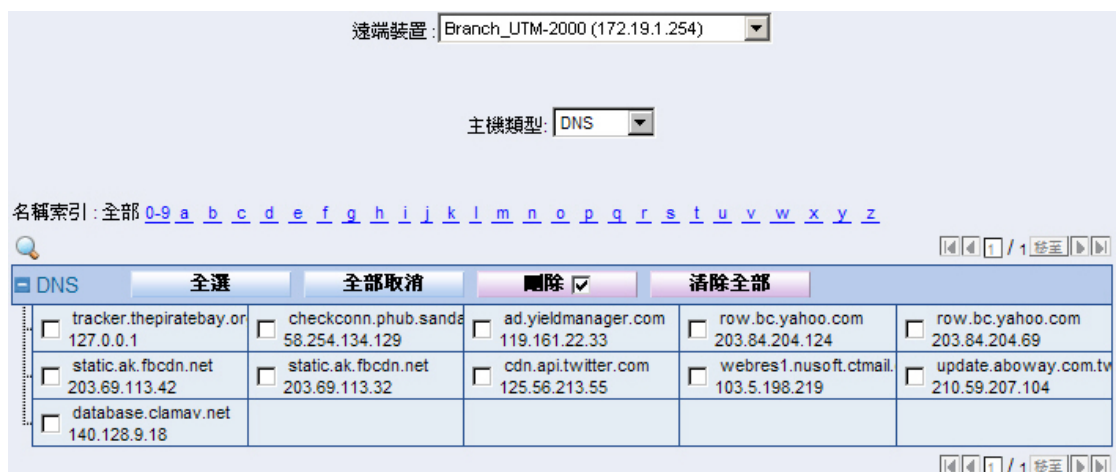 遠端裝置 : Branch_UTM-2000 (172.19.1.254)
主機類型: DNS
名稱索引 : 全部 0-9 a b c d e f g h i j k l m n o p q r s t u v w x y z
1 / 1 移至
DNS 全選 全部取消 刪除 清除全部
tracker.thepiratebay.or checkconn.phub.sanda ad.yieldmanager.com row.bc.yahoo.com row.bc.yahoo.com
127.0.0.1 58.254.134.129 119.161.22.33 203.84.204.124 203.84.204.69
static.ak.fbcdn.net static.ak.fbcdn.net cdn.api.twitter.com webres1.nusoft.ctmail. update.aboway.com.tw
203.69.113.42 203.69.113.32 125.56.213.55 103.5.198.219 210.59.207.104
database.clamav.net
140.128.9.18
1 / 1 移至